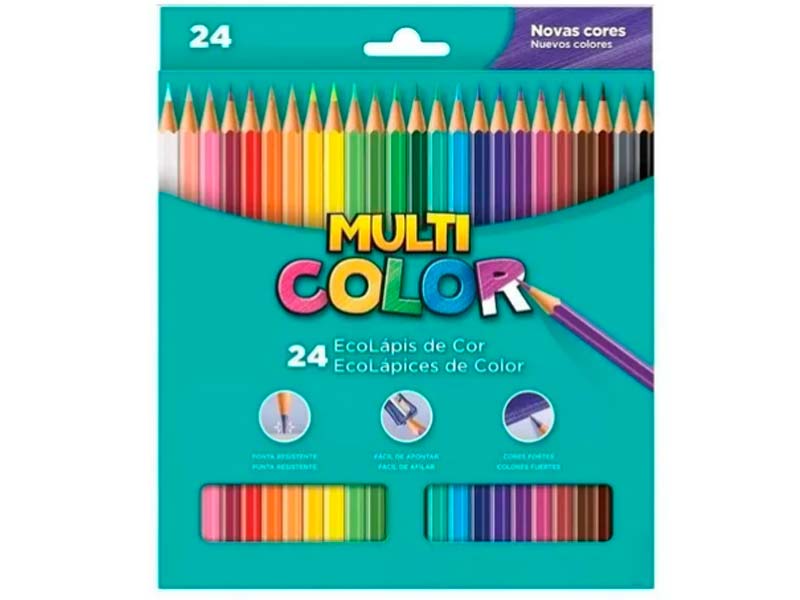 24
Novas cores
Nuevos colores
MULTI
COLOR
24 EcoLápis de Cor
EcoLápices de Color
PONTA RESISTENTE
PUNTA RESISTENTE
FÁCIL DE APONTAR
FÁCIL DE AFILAR
CORES FORTES
COLORES FUERTES